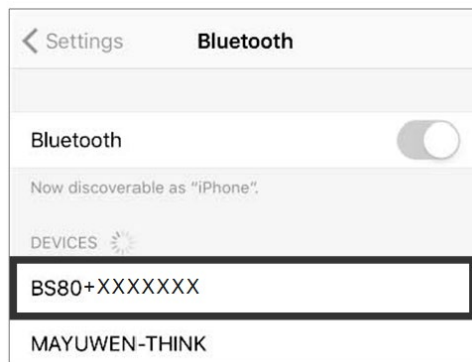 Settings Bluetooth
Bluetooth
Now discoverable as “iPhone”.
DEVICES
BS80+XXXXXXX
MAYUWEN-THINK